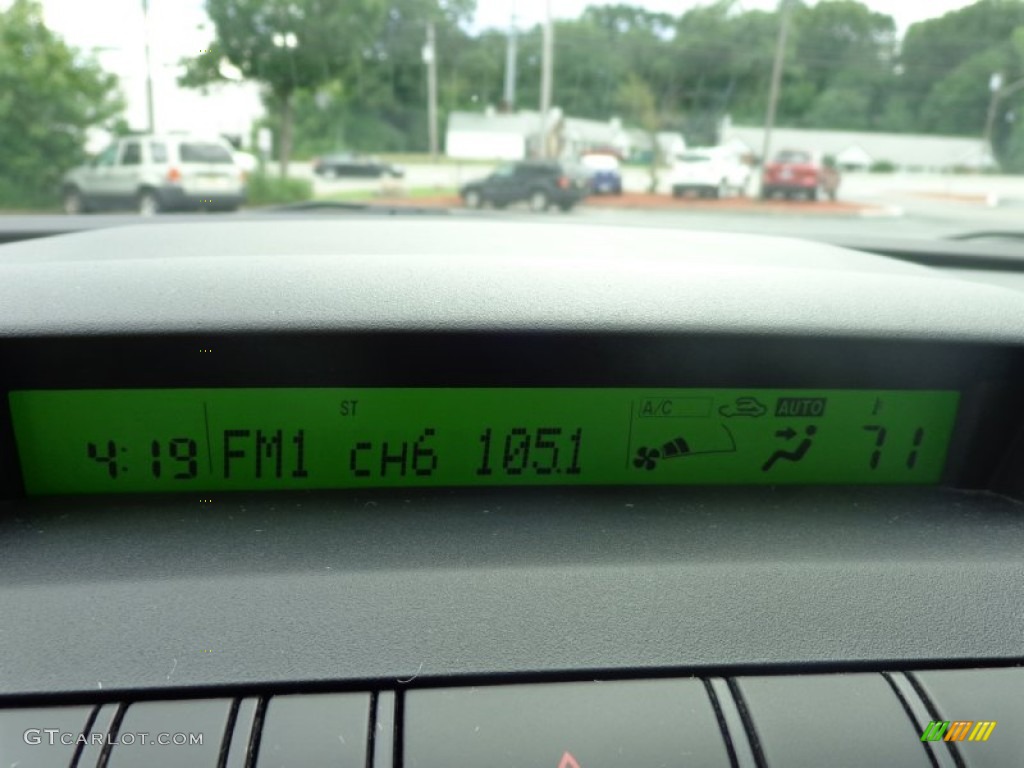 ST A/C AUTO
4:19 FM1 CH6 105.1 71
GTCARLOT.COM